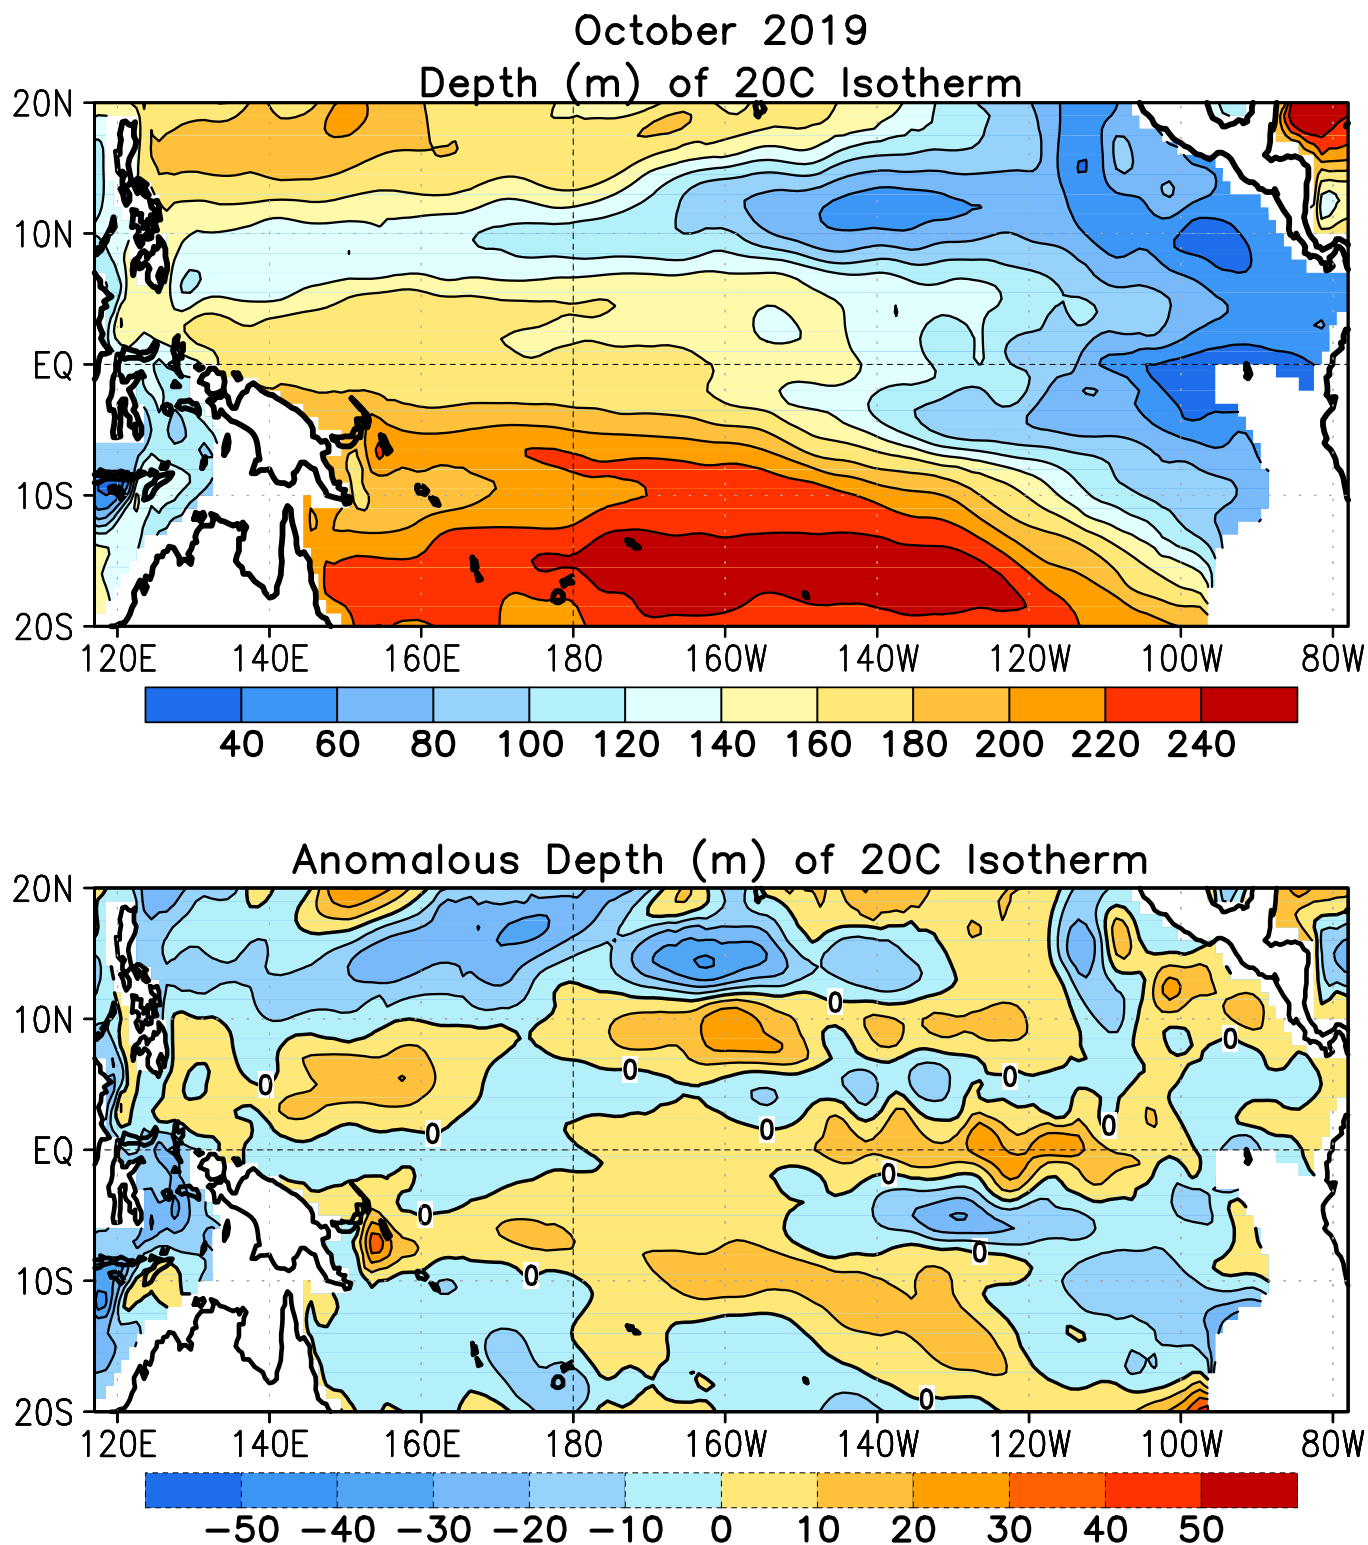 October 2019
Depth (m) of 20C Isotherm
20N
10N
EQ
10S
20S
120E 140E 160E 180 160W 140W 120W 100W 80W
40 60 80 100 120 140 160 180 200 220 240
Anomalous Depth (m) of 20C Isotherm
20N
0
10N
0
0 0 0
0 0 0
EQ
0
0
0
0
10S
0
20S
120E 140E 160E 180 160W 140W 120W 100W 80W
-50 -40 -30 -20 -10 0 10 20 30 40 50